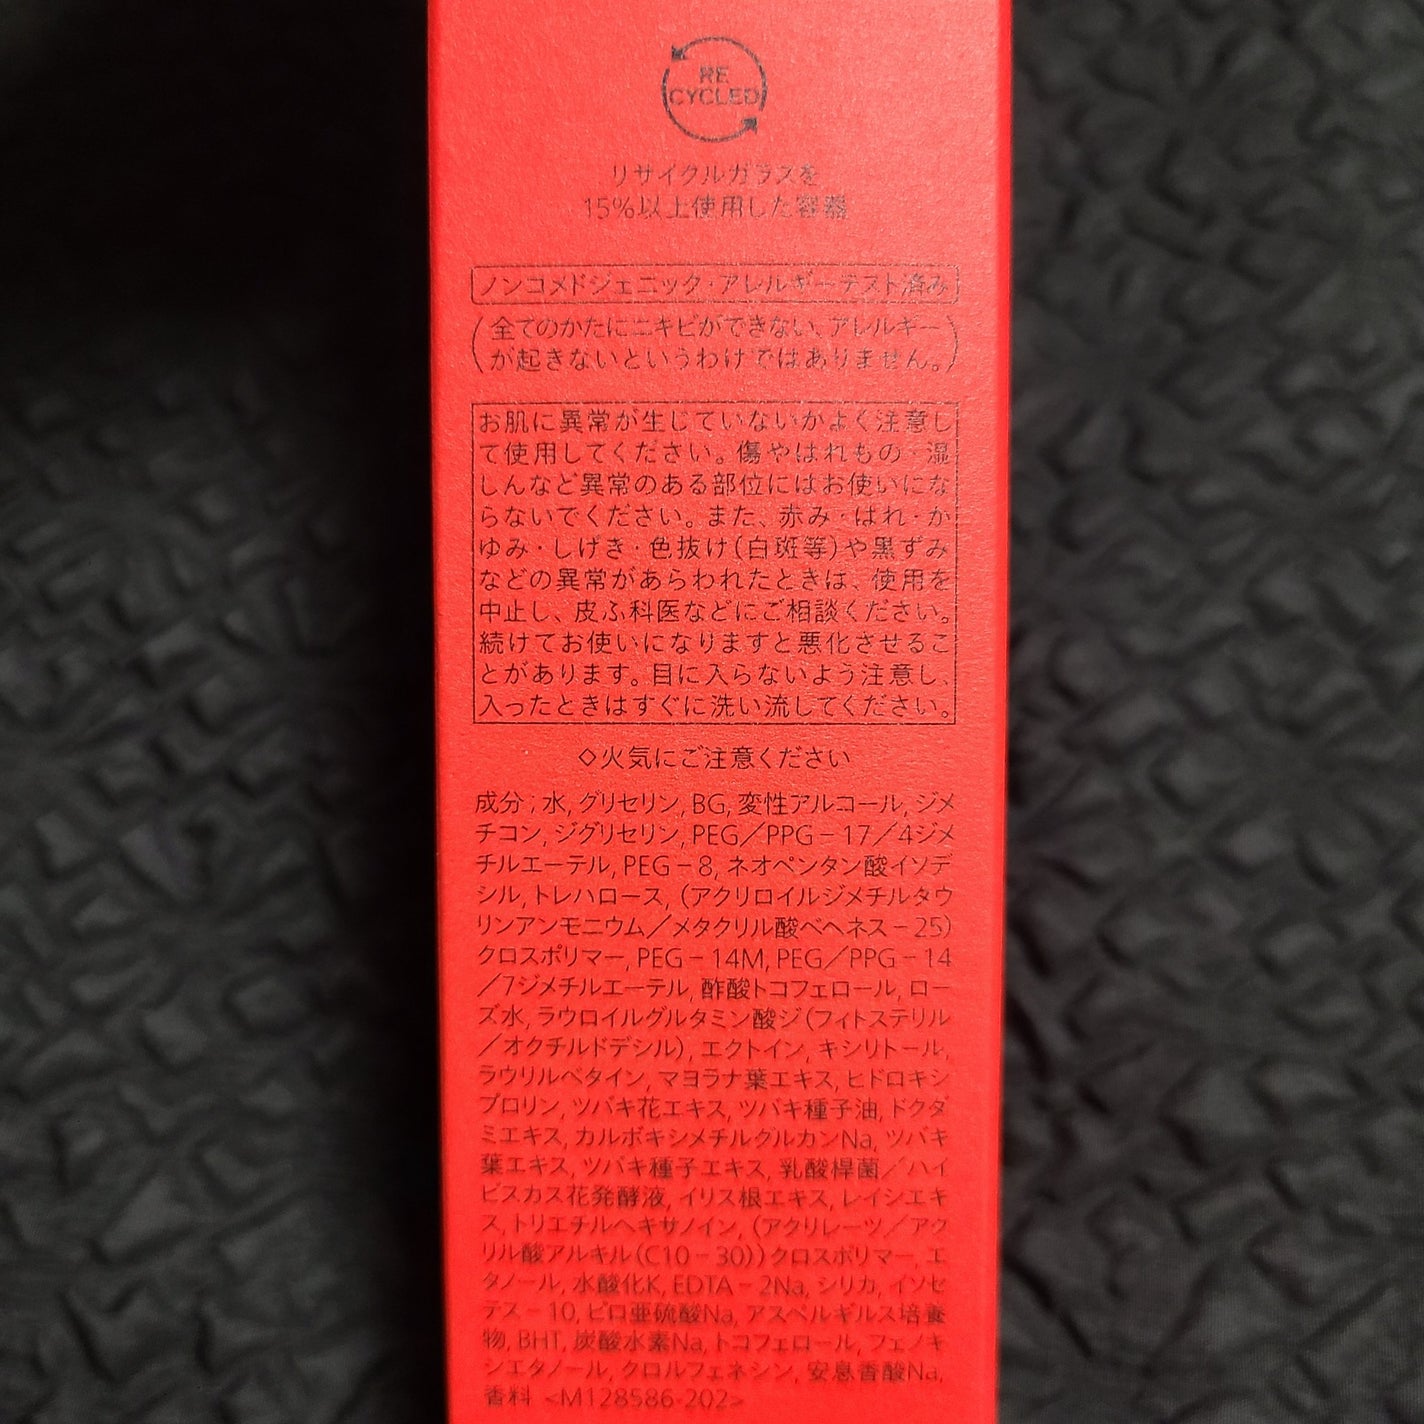 RE
CYCLED
リサイクルガラスを
15%以上使用した容器
ノンコメドジェニック・アレルギーテスト済み
(全てのかたにニキビができない、アレルギー
が起きないというわけではありません。)
お肌に異常が生じていないかよく注意し
て使用してください。傷やはれもの・湿
しんなど異常のある部位にはお使いにな
らないでください。また、赤み・はれ・か
ゆみ・しげき・色抜け(白斑等)や黒ずみ
などの異常があらわれたときは、使用を
中止し、皮ふ科医などにご相談ください。
続けてお使いになりますと悪化させるこ
とがあります。目に入らないよう注意し、
入ったときはすぐに洗い流してください。
◇火気にご注意ください
成分;水,グリセリン,BG,変性アルコール,ジメ
チコン,ジグリセリン,PEG/PPG-17/4ジメ
チルエーテル,PEG-8,ネオペンタン酸イソデ
シル,トレハロース,(アクリロイルジメチルタウ
リンアンモニウム/メタクリル酸ベヘネス-25)
クロスポリマー,PEG-14M,PEG/PPG-14
/7ジメチルエーテル,酢酸トコフェロール,ロー
ズ水,ラウロイルグルタミン酸ジ(フィトステリル
/オクチルドデシル),エクトイン,キシリトール,
ラウリルベタイン,マヨラナ葉エキス,ヒドロキシ
プロリン,ツバキ花エキス,ツバキ種子油,ドクダ
ミエキス,カルボキシメチルグルカンNa,ツバキ
葉エキス,ツバキ種子エキス,乳酸桿菌/ハイ
ビスカス花発酵液,イリス根エキス,レイシエキ
ス,トリエチルヘキサノイン,(アクリレーツ/アク
リル酸アルキル(C10-30))クロスポリマー,エ
タノール,水酸化K,EDTA-2Na,シリカ,イソセ
テス-10,ピロ亜硫酸Na,アスペルギルス培養
物,BHT,炭酸水素Na,トコフェロール,フェノキ
シエタノール,クロルフェネシン,安息香酸Na,
香料 <M128586-202>